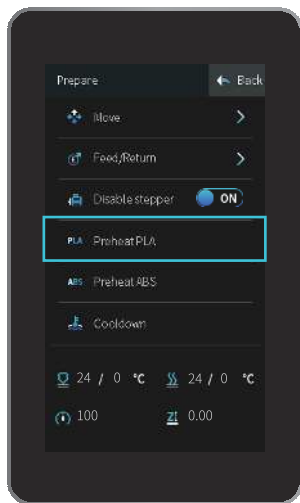 Prepare Back
Move
Feed/Return
Disable stepper ON
PLA Preheat PLA
ABS Preheat ABS
Cooldown
24 / 0 °C 24 / 0 °C
100 Z 0.00